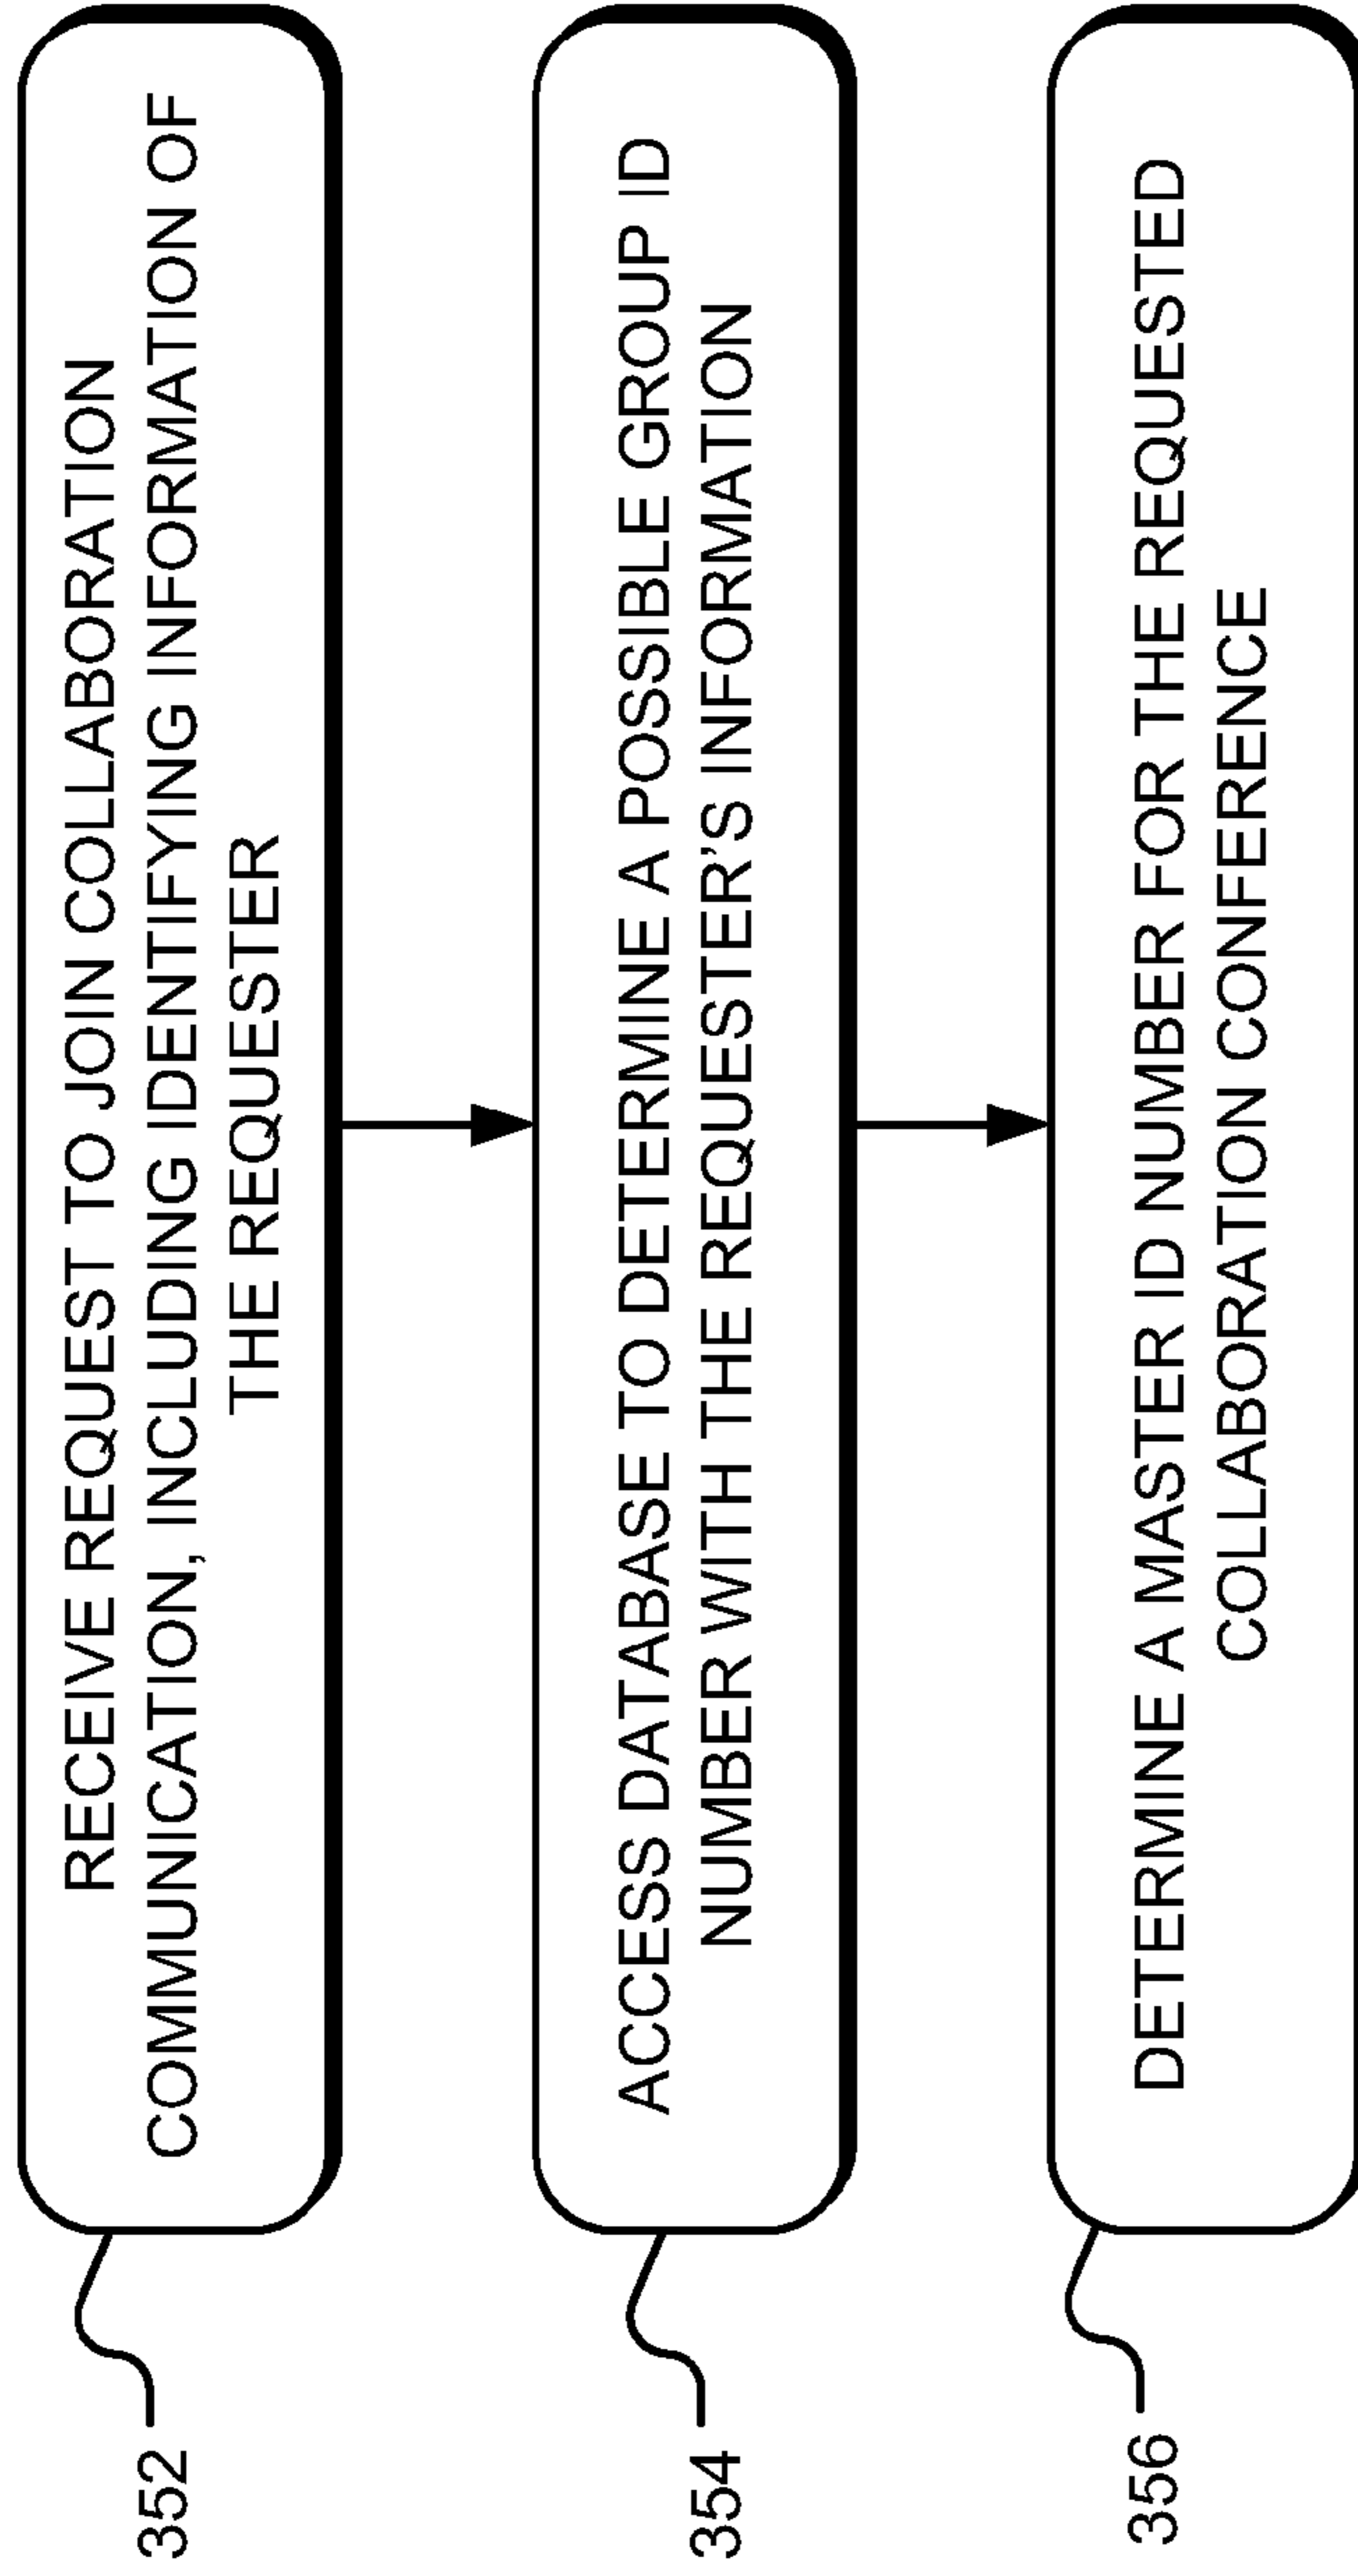 RECEIVE REQUEST TO JOIN COLLABORATION
COMMUNICATION, INCLUDING IDENTIFYING INFORMATION OF
THE REQUESTER
352
ACCESS DATABASE TO DETERMINE A POSSIBLE GROUP ID
NUMBER WITH THE REQUESTER'S INFORMATION
354
DETERMINE A MASTER ID NUMBER FOR THE REQUESTED
COLLABORATION CONFERENCE
356